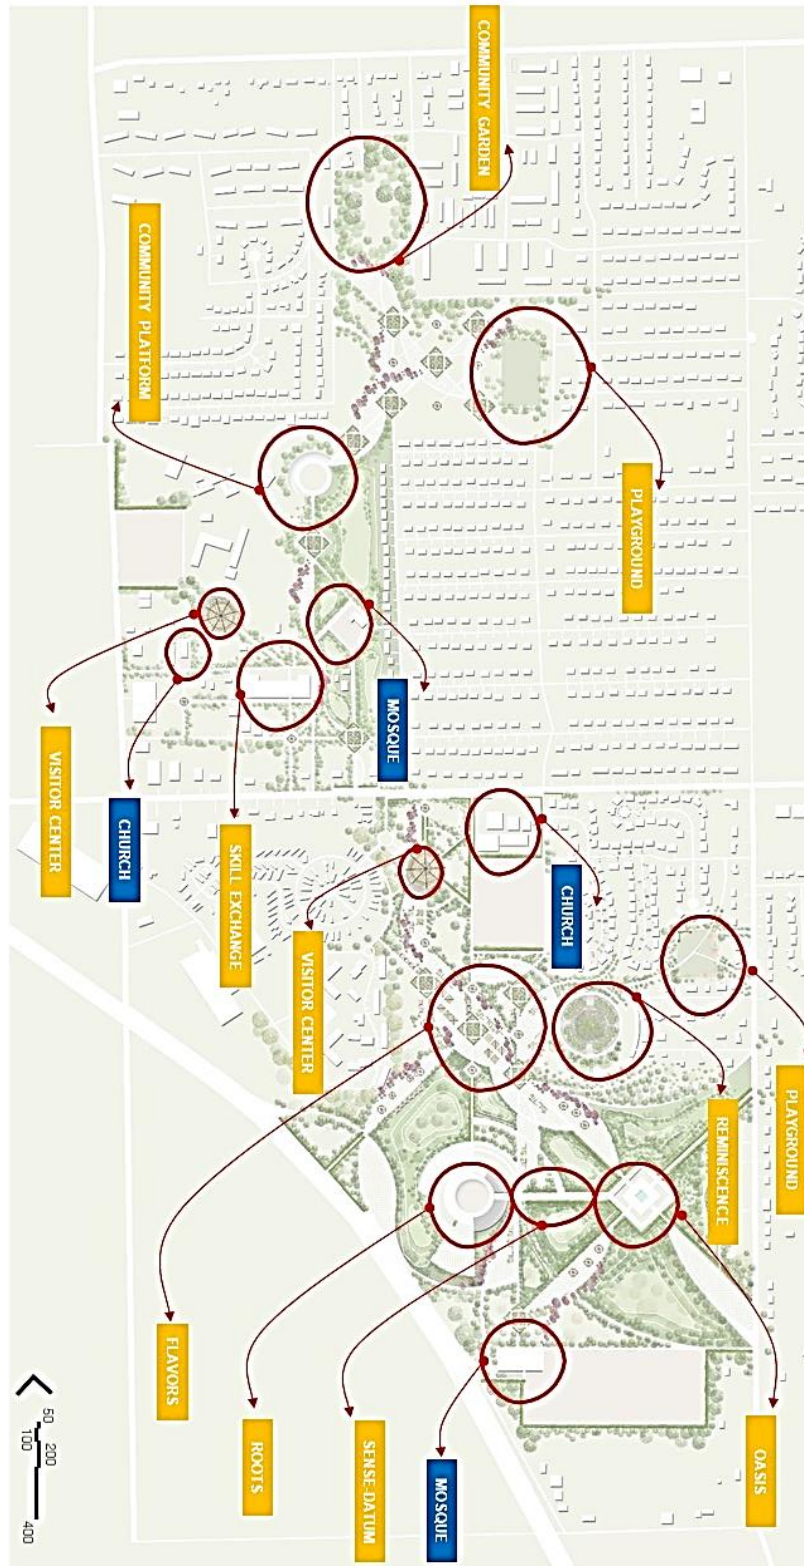 COMMUNITY GARDEN
COMMUNITY PLATFORM
PLAYGROUND
MOSQUE
VISITOR CENTER
CHURCH
SKILL EXCHANGE
CHURCH
VISITOR CENTER
PLAYGROUND
REMINISCENCE
FLAVORS
ROOTS
SENSE-DATUM
MOSQUE
OASIS
50 200
100 400